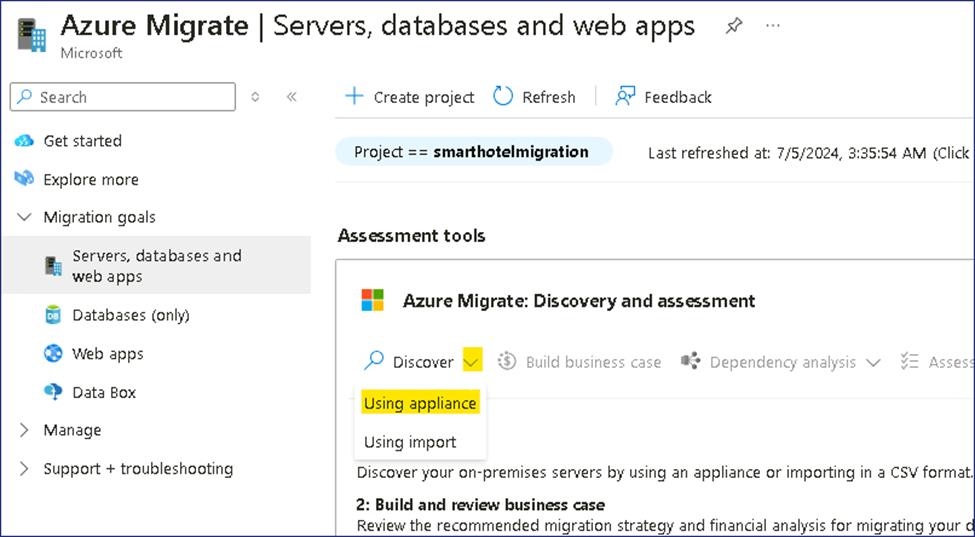 Azure Migrate | Servers, databases and web apps
Microsoft
Search
Get started
Explore more
Migration goals
Servers, databases and
web apps
Databases (only)
Web apps
Data Box
Manage
Support + troubleshooting
Create project
Refresh
Feedback
Project == smarthotelmigration
Last refreshed at: 7/5/2024, 3:35:54 AM (Click
Assessment tools
Azure Migrate: Discovery and assessment
Discover
Build business case
Dependency analysis
Assess
Using appliance
Using import
Discover your on-premises servers by using an appliance or importing in a CSV format.
2: Build and review business case
Review the recommended migration strategy and financial analysis for migrating your d